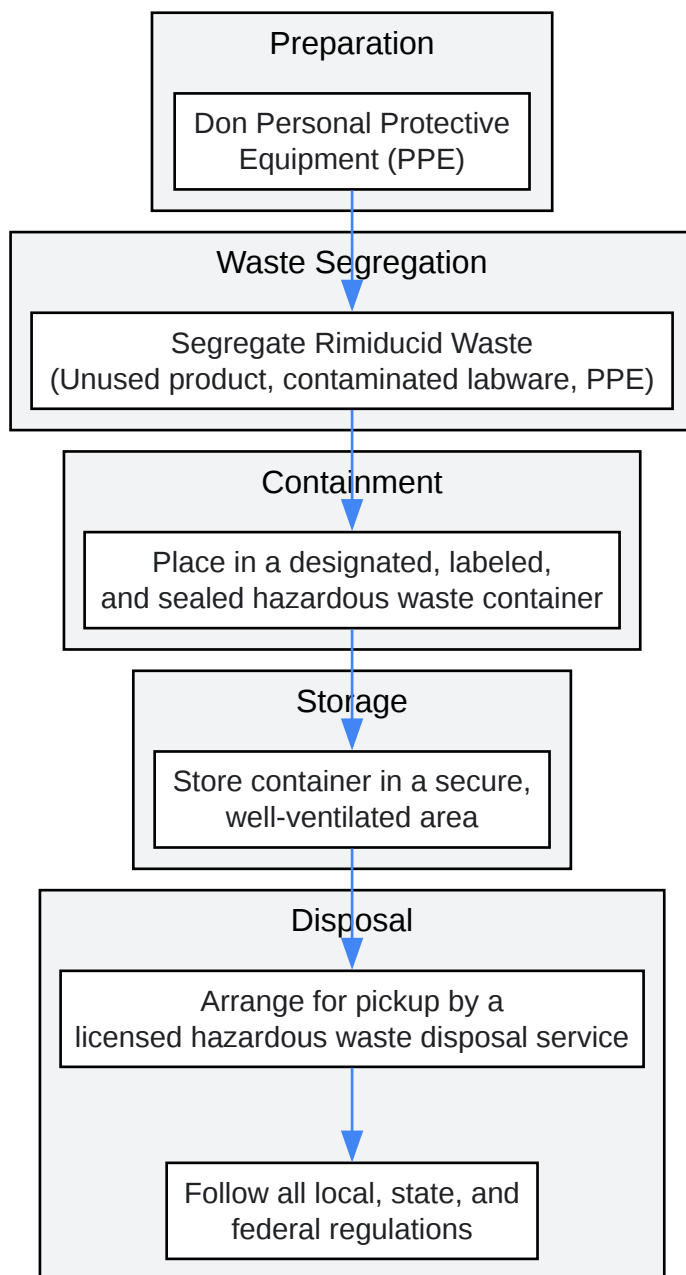 Preparation
Don Personal Protective
Equipment (PPE)
Waste Segregation
Segregate Rimiducid Waste
(Unused product, contaminated labware, PPE)
Containment
Place in a designated, labeled,
and sealed hazardous waste container
Storage
Store container in a secure,
well-ventilated area
Disposal
Arrange for pickup by a
licensed hazardous waste disposal service
Follow all local, state, and
federal regulations